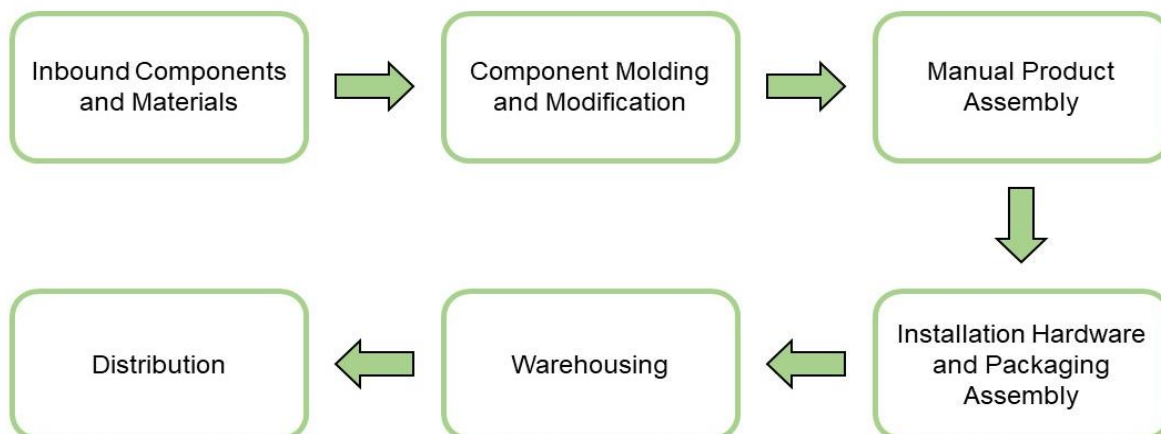 Inbound Components
and Materials
Component Molding
and Modification
Manual Product
Assembly
Installation Hardware
and Packaging
Assembly
Warehousing
Distribution